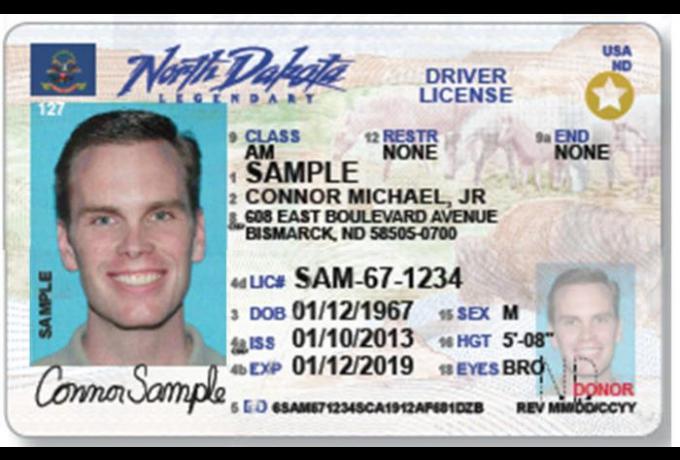 North Dakota
LEGENDARY
DRIVER
LICENSE
USA
ND
127
9 CLASS
AM
12 RESTR
NONE
9a END
NONE
1 SAMPLE
2 CONNOR MICHAEL, JR
8 608 EAST BOULEVARD AVENUE
BISMARCK, ND 58505-0700
SAMPLE
4d LIC# SAM-67-1234
3 DOB 01/12/1967 15 SEX M
4a ISS 01/10/2013 16 HGT 5'-08"
4b EXP 01/12/2019 18 EYES BRO
ND
DONOR
Connor Sample
5 DD 6SAM671234SCA1912AF681DZB
REV MM/DD/CCYY